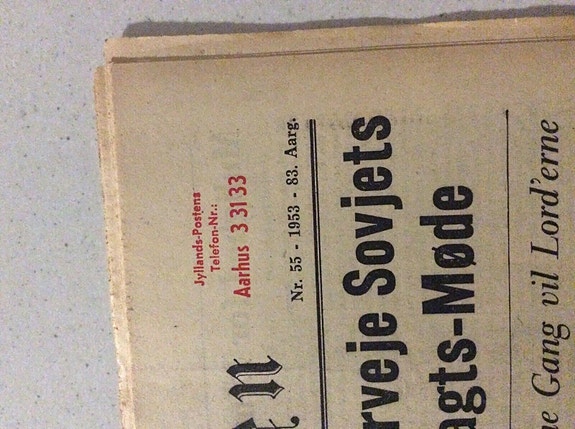 Jyllands-Postens
Telefon-Nr.:
Aarhus 3 31 33
Nr. 55 - 1953 - 83. Aarg.
rveje Sovjets
agts-Møde
Gang vil Lord'erne